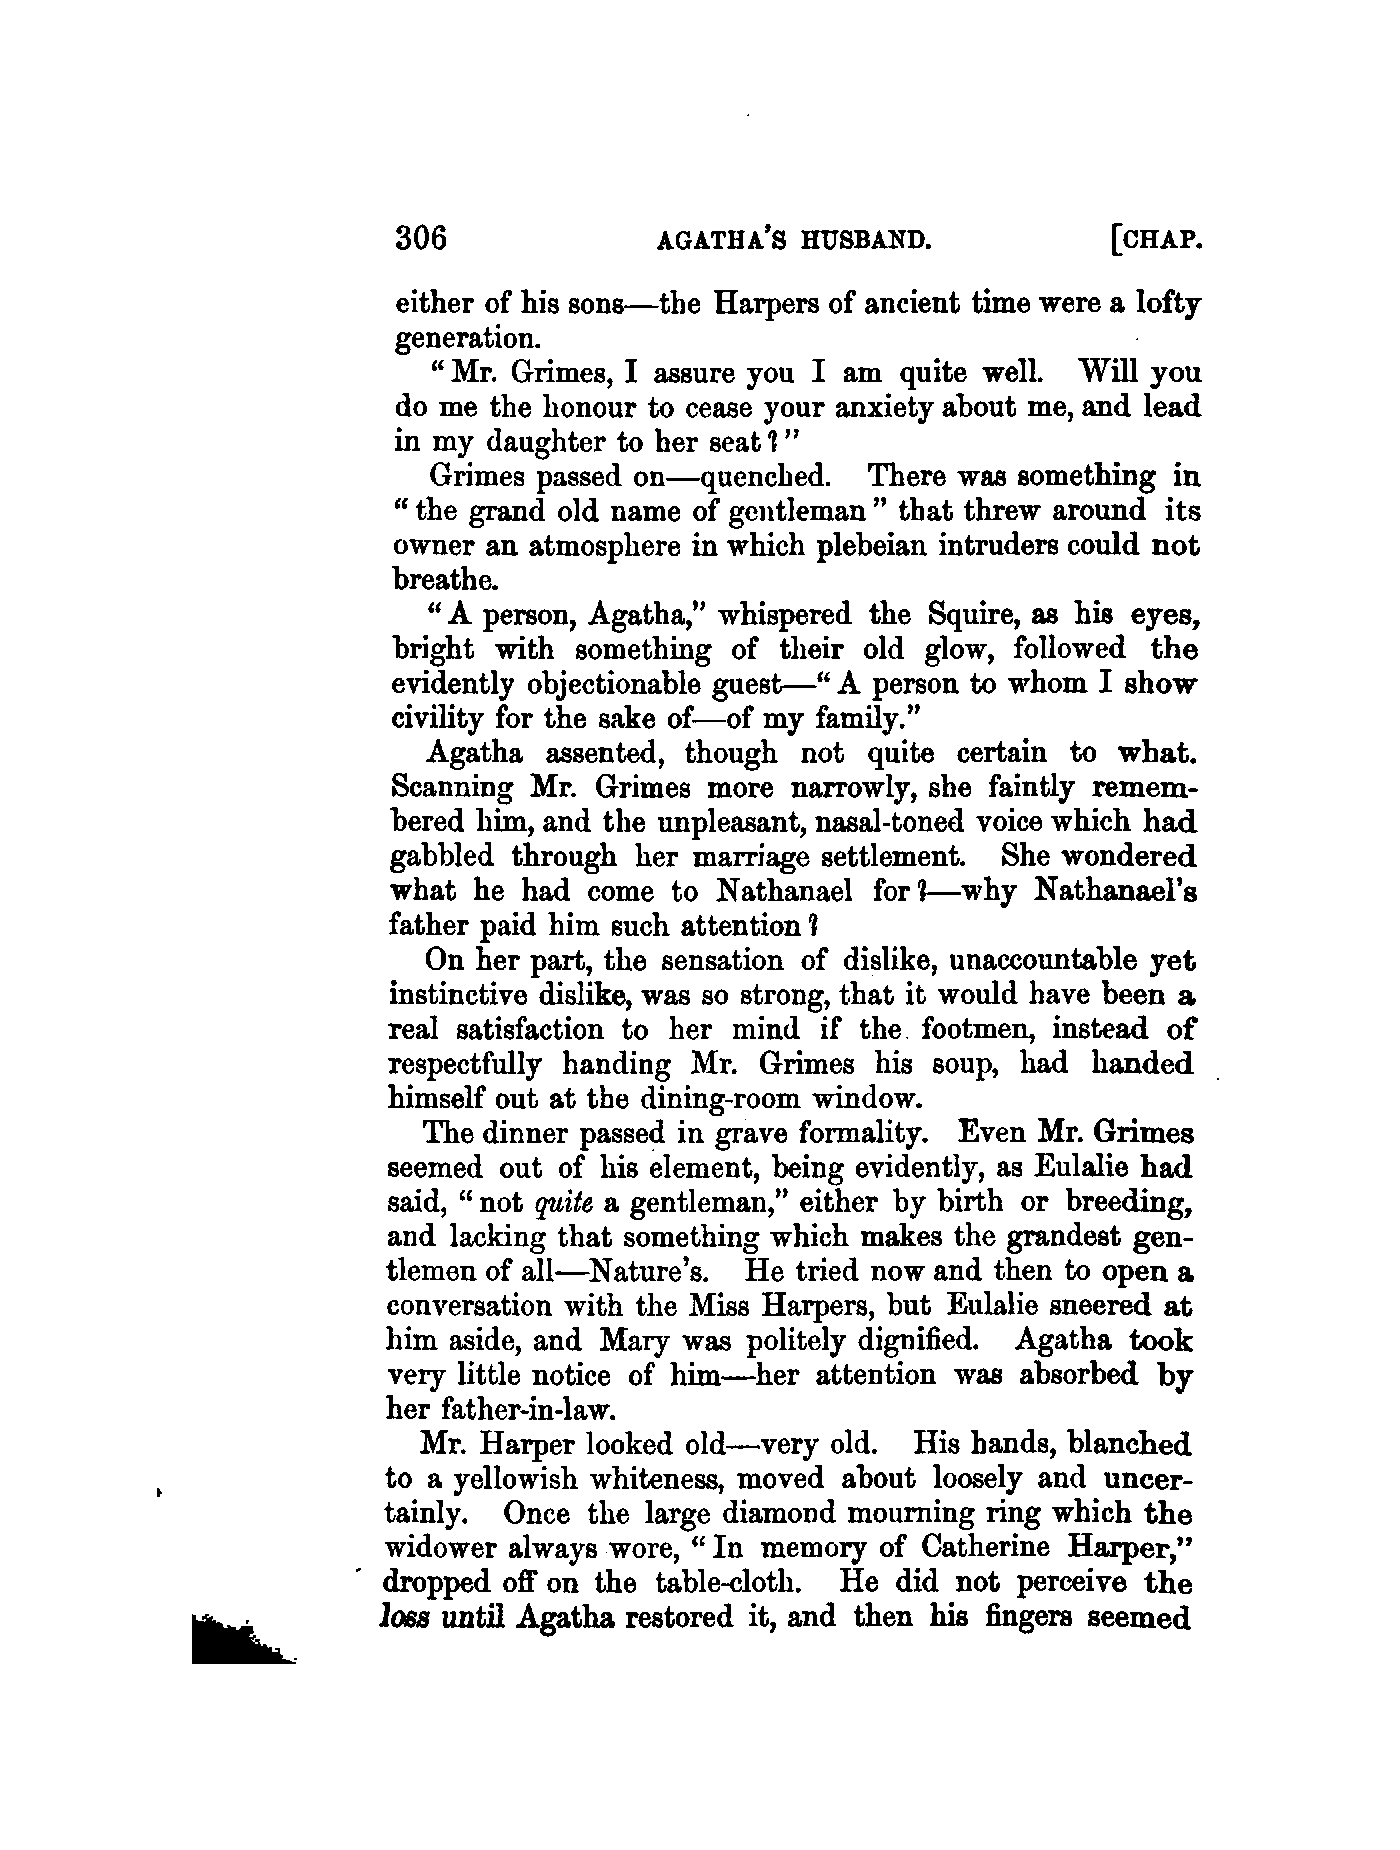 306 AGATHA'S HUSBAND. [CHAP.
either of his sons—the Harpers of ancient time were a lofty
generation.
"Mr. Grimes, I assure you I am quite well. Will you
do me the honour to cease your anxiety about me, and lead
in my daughter to her seat?"
Grimes passed on—quenched. There was something in
"the grand old name of gentleman" that threw around its
owner an atmosphere in which plebeian intruders could not
breathe.
"A person, Agatha," whispered the Squire, as his eyes,
bright with something of their old glow, followed the
evidently objectionable guest—"A person to whom I show
civility for the sake of—of my family."
Agatha assented, though not quite certain to what.
Scanning Mr. Grimes more narrowly, she faintly remem-
bered him, and the unpleasant, nasal-toned voice which had
gabbled through her marriage settlement. She wondered
what he had come to Nathanael for?—why Nathanael's
father paid him such attention?
On her part, the sensation of dislike, unaccountable yet
instinctive dislike, was so strong, that it would have been a
real satisfaction to her mind if the footmen, instead of
respectfully handing Mr. Grimes his soup, had handed
himself out at the dining-room window.
The dinner passed in grave formality. Even Mr. Grimes
seemed out of his element, being evidently, as Eulalie had
said, "not quite a gentleman," either by birth or breeding,
and lacking that something which makes the grandest gen-
tlemen of all—Nature's. He tried now and then to open a
conversation with the Miss Harpers, but Eulalie sneered at
him aside, and Mary was politely dignified. Agatha took
very little notice of him—her attention was absorbed by
her father-in-law.
Mr. Harper looked old—very old. His hands, blanched
to a yellowish whiteness, moved about loosely and uncer-
tainly. Once the large diamond mourning ring which the
widower always wore, "In memory of Catherine Harper,"
dropped off on the table-cloth. He did not perceive the
loss until Agatha restored it, and then his fingers seemed